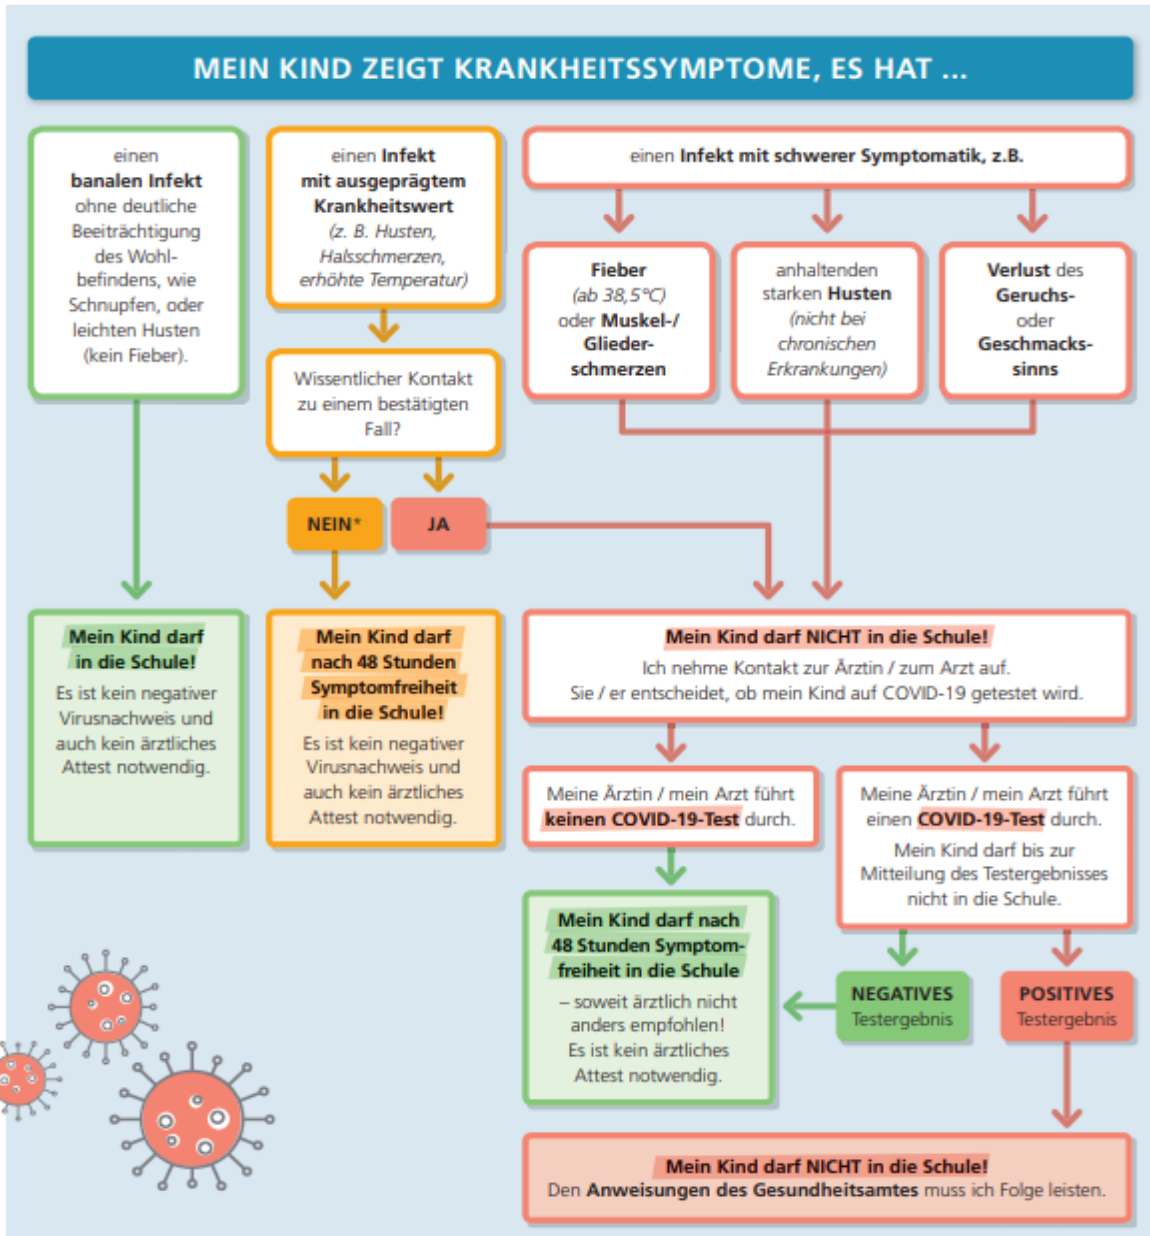 MEIN KIND ZEIGT KRANKHEITSSYMPTOME, ES HAT ...
einen
banalen Infekt
ohne deutliche
Beeiträchtigung
des Wohl-
befindens, wie
Schnupfen, oder
leichten Husten
(kein Fieber).
einen Infekt
mit ausgeprägtem
Krankheitswert
(z. B. Husten,
Halsschmerzen,
erhöhte Temperatur)
einen Infekt mit schwerer Symptomatik, z.B.
Fieber
(ab 38,5°C)
oder Muskel-/
Glieder-
schmerzen
anhaltenden
starken Husten
(nicht bei
chronischen
Erkrankungen)
Verlust des
Geruchs-
oder
Geschmacks-
sinns
Wissentlicher Kontakt
zu einem bestätigten
Fall?
NEIN*
JA
Mein Kind darf
in die Schule!
Es ist kein negativer
Virusnachweis und
auch kein ärztliches
Attest notwendig.
Mein Kind darf
nach 48 Stunden
Symptomfreiheit
in die Schule!
Es ist kein negativer
Virusnachweis und
auch kein ärztliches
Attest notwendig.
Mein Kind darf NICHT in die Schule!
Ich nehme Kontakt zur Ärztin / zum Arzt auf.
Sie / er entscheidet, ob mein Kind auf COVID-19 getestet wird.
Meine Ärztin / mein Arzt führt
keinen COVID-19-Test durch.
Meine Ärztin / mein Arzt führt
einen COVID-19-Test durch.
Mein Kind darf bis zur
Mitteilung des Testergebnisses
nicht in die Schule.
Mein Kind darf nach
48 Stunden Symptom-
freiheit in die Schule
– soweit ärztlich nicht
anders empfohlen!
Es ist kein ärztliches
Attest notwendig.
NEGATIVES
Testergebnis
POSITIVES
Testergebnis
Mein Kind darf NICHT in die Schule!
Den Anweisungen des Gesundheitsamtes muss ich Folge leisten.